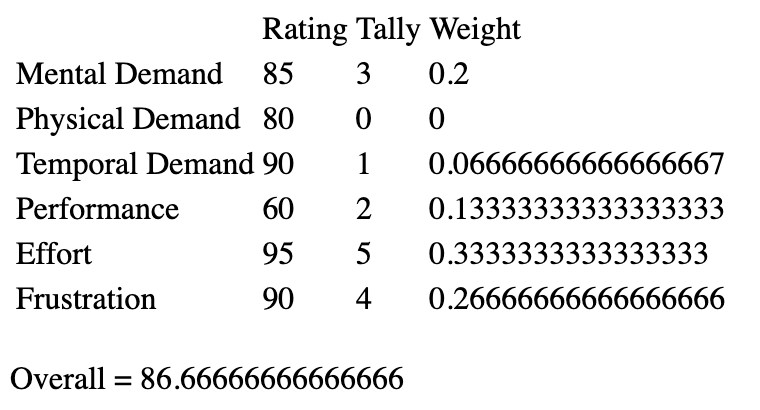 Rating Tally Weight
Mental Demand 85 3 0.2
Physical Demand 80 0 0
Temporal Demand 90 1 0.06666666666666667
Performance 60 2 0.13333333333333333
Effort 95 5 0.3333333333333333
Frustration 90 4 0.26666666666666666
Overall = 86.66666666666666